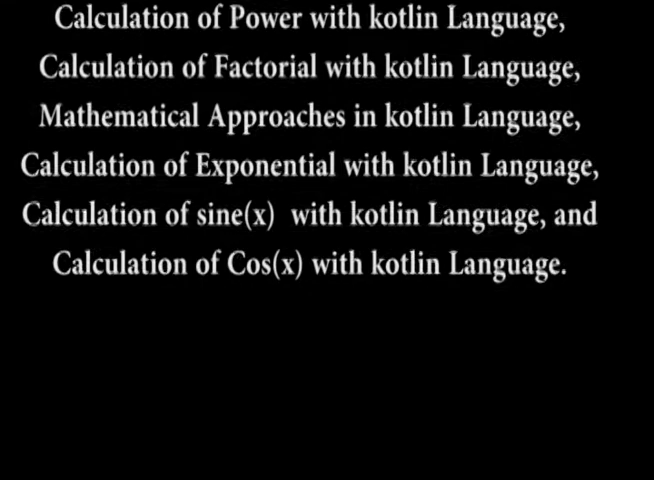 Calculation of Power with kotlin Language,
Calculation of Factorial with kotlin Language,
Mathematical Approaches in kotlin Language,
Calculation of Exponential with kotlin Language,
Calculation of sine(x) with kotlin Language, and
Calculation of Cos(x) with kotlin Language.